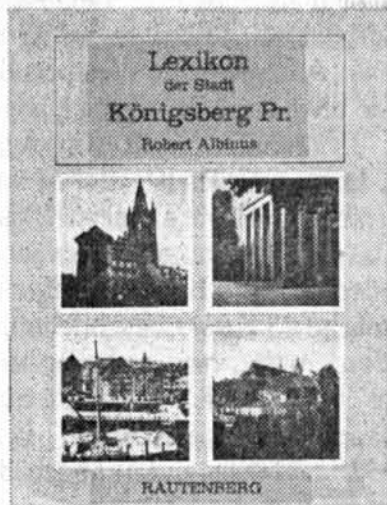 Lexikon
der Stadt
Königsberg Pr.
Robert Albinus
RAUTENBERG